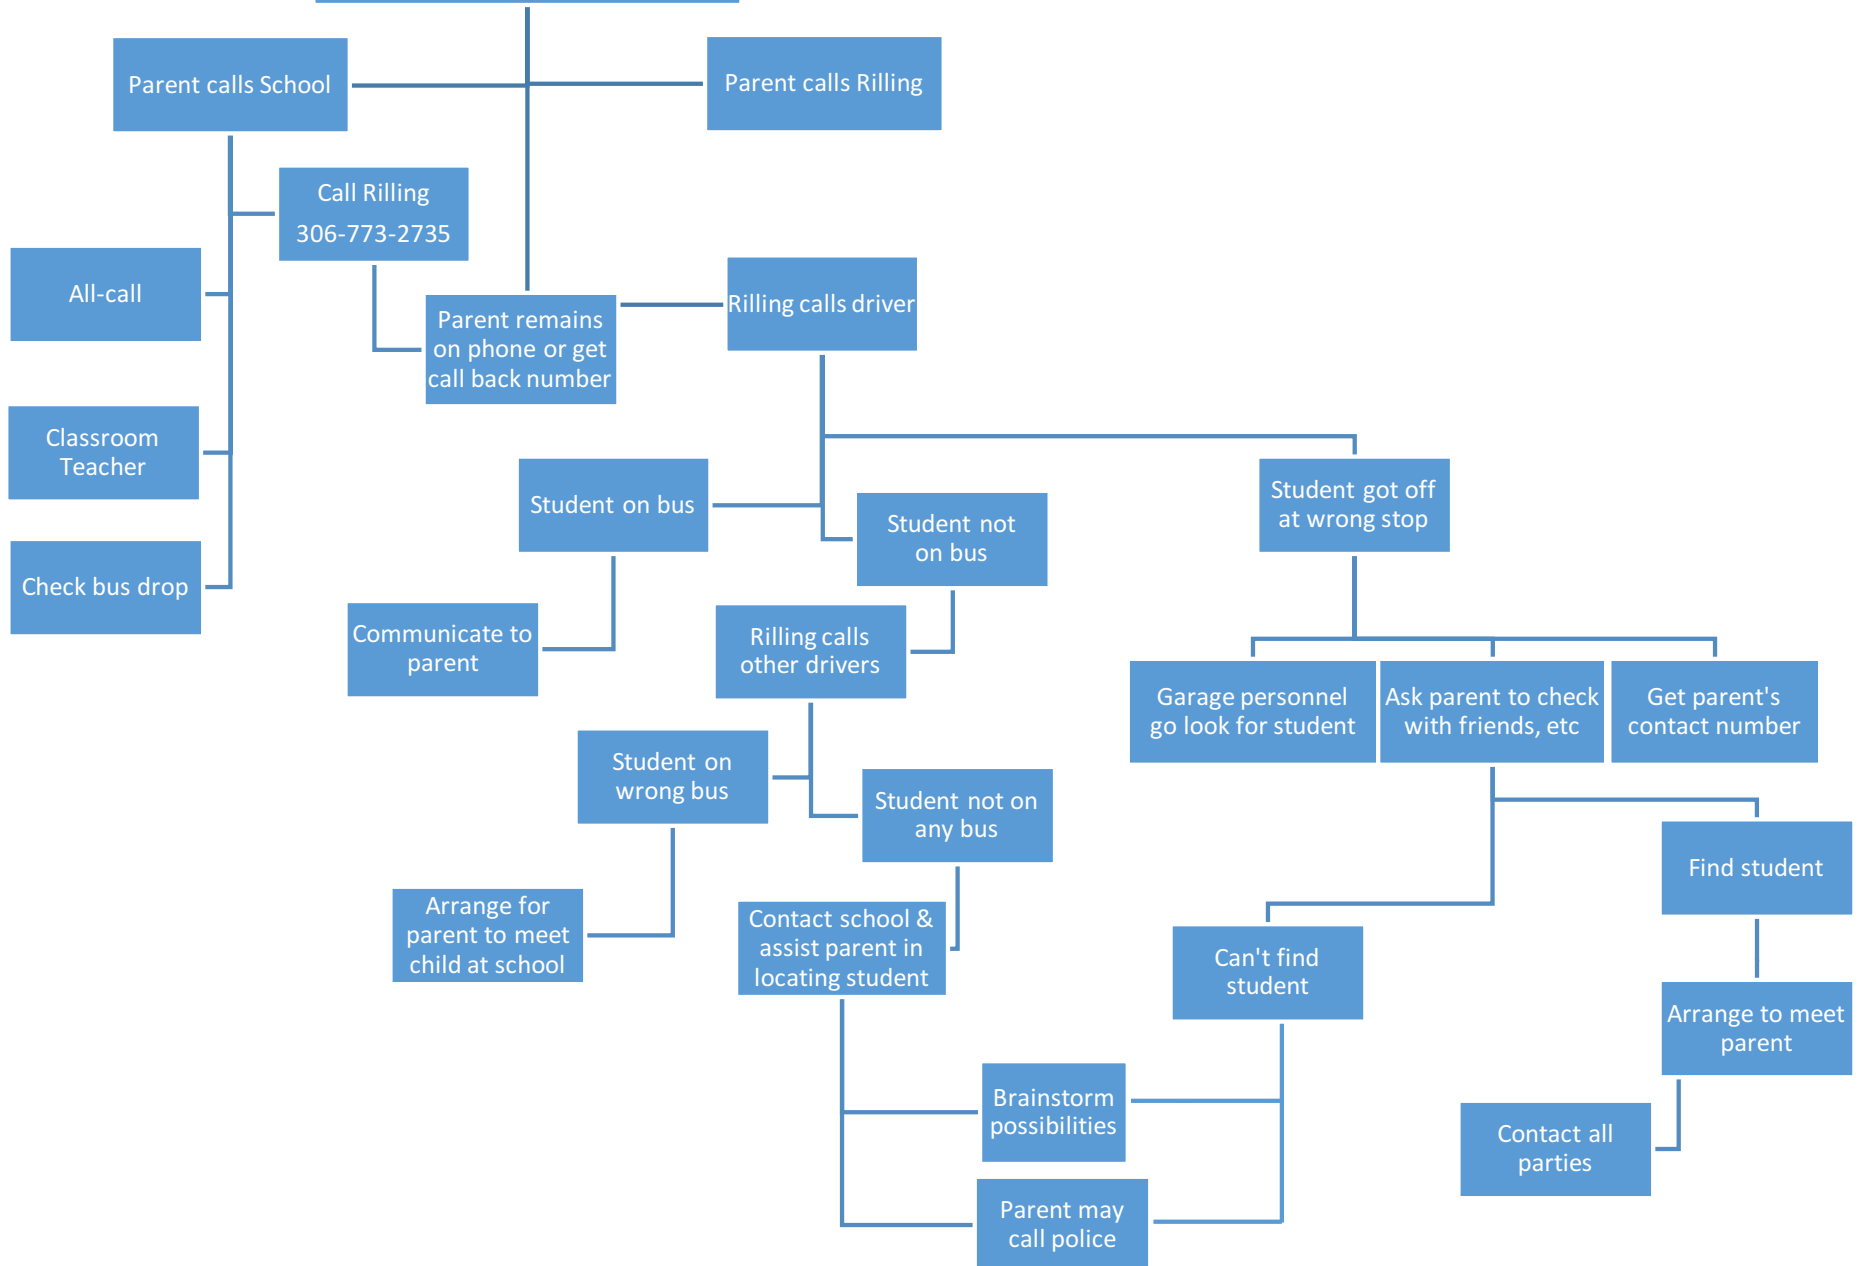 Parent calls School
Parent calls Rilling
Call Rilling
306-773-2735
All-call
Parent remains
on phone or get
call back number
Rilling calls driver
Classroom
Teacher
Student on bus
Student not
on bus
Student got off
at wrong stop
Check bus drop
Communicate to
parent
Rilling calls
other drivers
Garage personnel
go look for student
Ask parent to check
with friends, etc
Get parent's
contact number
Student on
wrong bus
Student not on
any bus
Find student
Arrange for
parent to meet
child at school
Contact school &
assist parent in
locating student
Can't find
student
Arrange to meet
parent
Brainstorm
possibilities
Contact all
parties
Parent may
call police